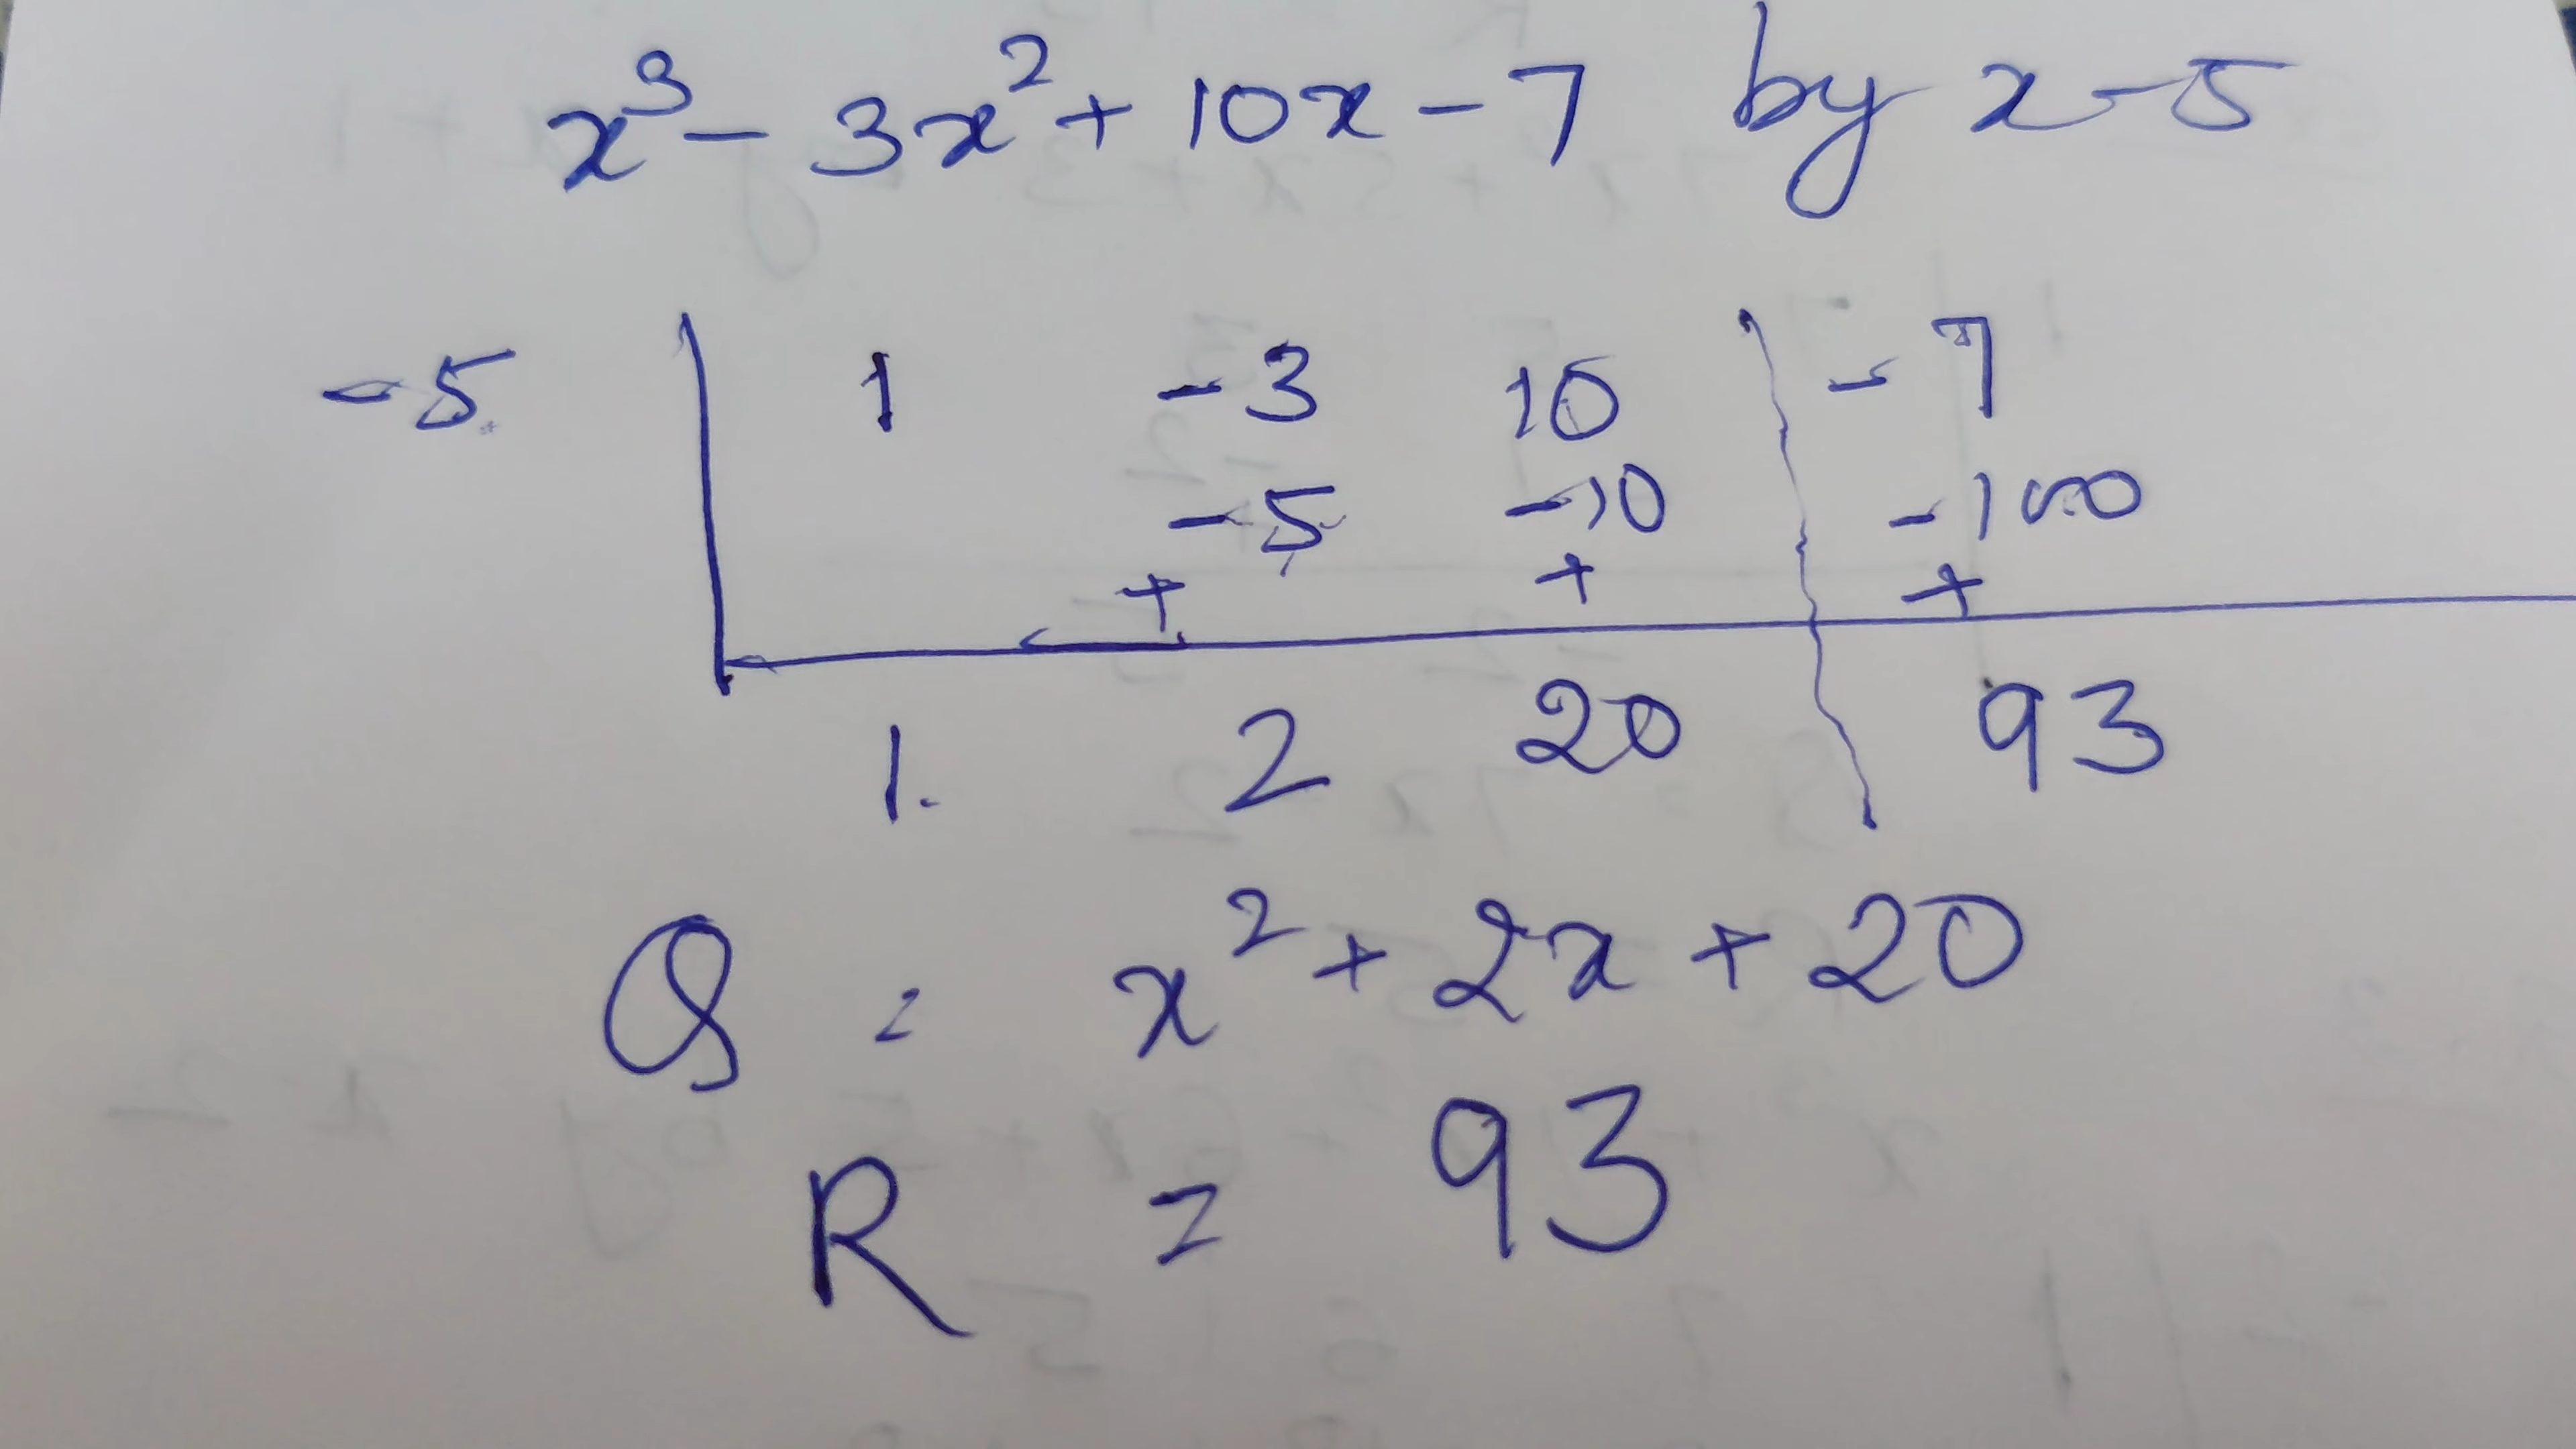 x³ - 3x² + 10x - 7 by x - 5
-5 1 -3 10 -7
-5 -10 -100
+ + +
1. 2 20 93
Q = x² + 2x + 20
R = 93